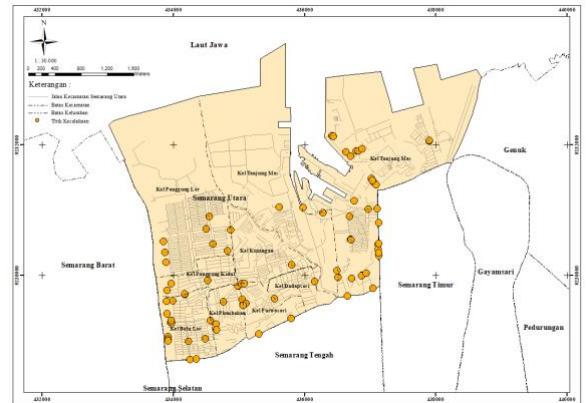 432000 434000 436000 438000 440000
N
1 : 30.000
0 200 400 800 1.200 1.600
Meters
Keterangan :
Jalan Kecamatan Semarang Utara
Batas Kecamatan
Batas Kelurahan
Titik Kecelakaan
Laut Jawa
Kel Tanjung Mas
Genuk
Kel Tanjung Mas
Kel Panggung Lor
Semarang Utara
Kel Kuningan
Semarang Barat
Kel Panggung Kidul
Kel Dadapsari
Semarang Timur
Gayamsari
Kel Plombokan
Kel Purwosari
Kel Bulu Lor
Pedurungan
Semarang Tengah
Semarang Selatan
432000 434000 436000 438000 440000